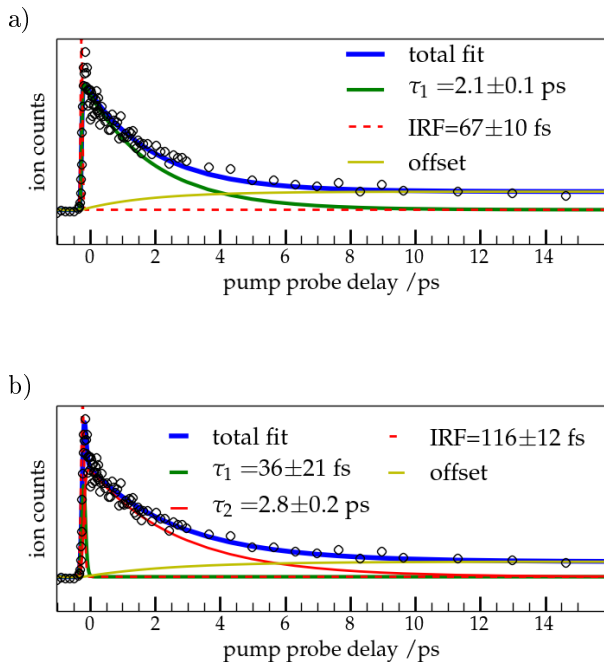 a)
ion counts
total fit
τ1 =2.1±0.1 ps
IRF=67±10 fs
offset
0 2 4 6 8 10 12 14
pump probe delay /ps
b)
ion counts
total fit
τ1 =36±21 fs
τ2 =2.8±0.2 ps
IRF=116±12 fs
offset
0 2 4 6 8 10 12 14
pump probe delay /ps